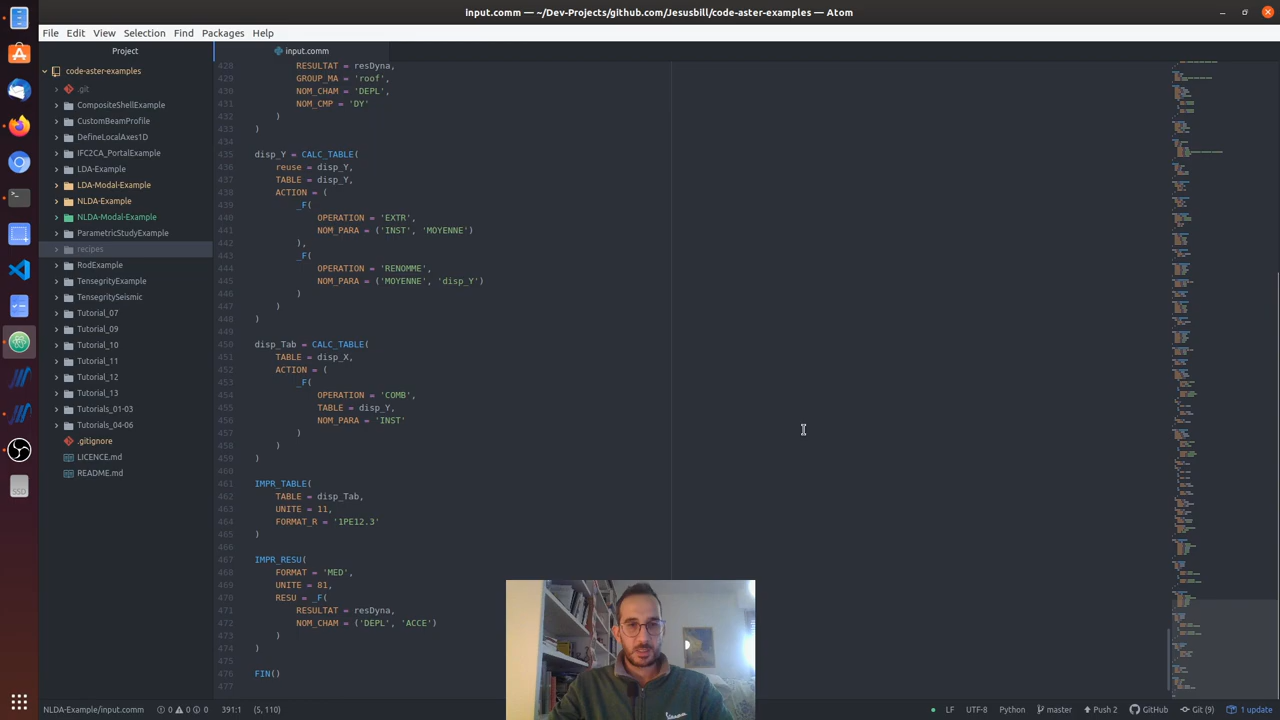 input.comm — ~/Dev-Projects/github.com/Jesusbill/code-aster-examples — Atom
File Edit View Selection Find Packages Help
Project
input.comm
code-aster-examples
.git
CompositeShellExample
CustomBeamProfile
DefineLocalAxes1D
IFC2CA_PortalExample
LDA-Example
LDA-Modal-Example
NLDA-Example
NLDA-Modal-Example
ParametricStudyExample
recipes
RodExample
TensegrityExample
TensegritySeismic
Tutorial_07
Tutorial_09
Tutorial_10
Tutorial_11
Tutorial_12
Tutorial_13
Tutorials_01-03
Tutorials_04-06
.gitignore
LICENCE.md
README.md
428 RESULTAT = resDyna,
429 GROUP_MA = 'roof',
430 NOM_CHAM = 'DEPL',
431 NOM_CMP = 'DY'
432 )
433 )
434
435 disp_Y = CALC_TABLE(
436 reuse = disp_Y,
437 TABLE = disp_Y,
438 ACTION = (
439 _F(
440 OPERATION = 'EXTR',
441 NOM_PARA = ('INST', 'MOYENNE')
442 ),
443 _F(
444 OPERATION = 'RENOMME',
445 NOM_PARA = ('MOYENNE', 'disp_Y')
446 )
447 )
448 )
449
450 disp_Tab = CALC_TABLE(
451 TABLE = disp_X,
452 ACTION = (
453 _F(
454 OPERATION = 'COMB',
455 TABLE = disp_Y,
456 NOM_PARA = 'INST'
457 )
458 )
459 )
460
461 IMPR_TABLE(
462 TABLE = disp_Tab,
463 UNITE = 11,
464 FORMAT_R = '1PE12.3'
465 )
466
467 IMPR_RESU(
468 FORMAT = 'MED',
469 UNITE = 81,
470 RESU = _F(
471 RESULTAT = resDyna,
472 NOM_CHAM = ('DEPL', 'ACCE')
473 )
474 )
475
476 FIN()
477
NLDA-Example/input.comm 0 0 0 391:1 (5, 110) LF UTF-8 Python master Push 2 GitHub Git (9) 1 update
SSD